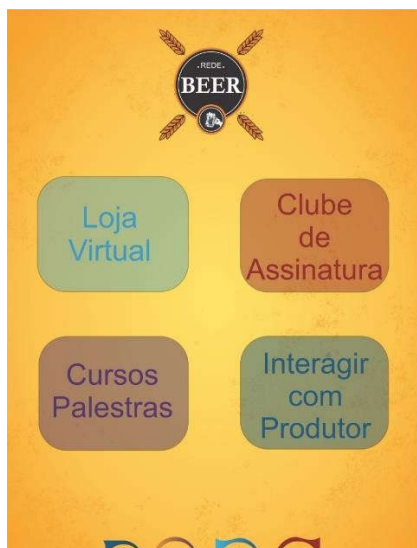 .REDE.
BEER
Loja
Virtual
Clube
de
Assinatura
Cursos
Palestras
Interagir
com
Produtor